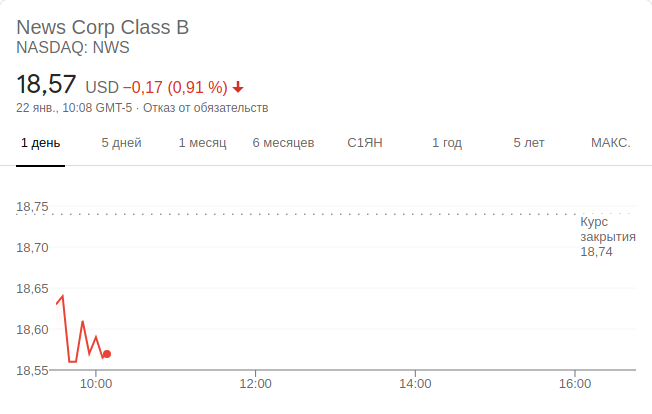 News Corp Class B
NASDAQ: NWS
18,57 USD −0,17 (0,91 %)
22 янв., 10:08 GMT-5 · Отказ от обязательств
1 день 5 дней 1 месяц 6 месяцев С1ЯН 1 год 5 лет МАКС.
18,75
Курс
закрытия
18,74
18,70
18,65
18,60
18,55
10:00 12:00 14:00 16:00